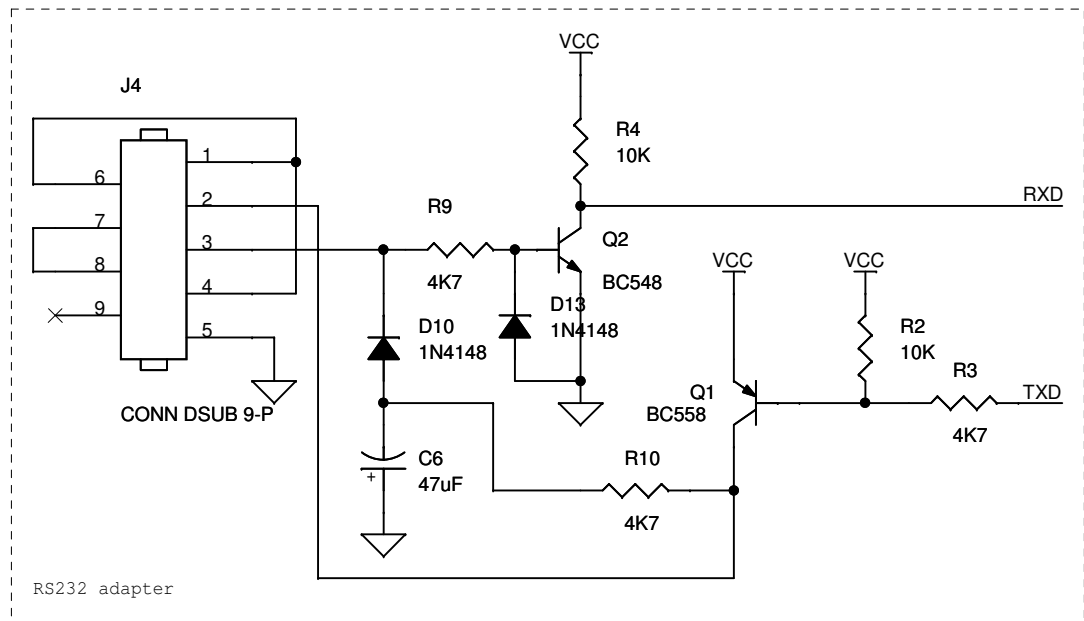 VCC
J4
R4
10K
1
6
2
RXD
7
R9
3
Q2
8
4K7
BC548
VCC
VCC
4
9
D13
1N4148
5
D10
1N4148
R2
10K
R3
Q1
BC558
TXD
CONN DSUB 9-P
4K7
C6
47uF
+
R10
4K7
RS232 adapter